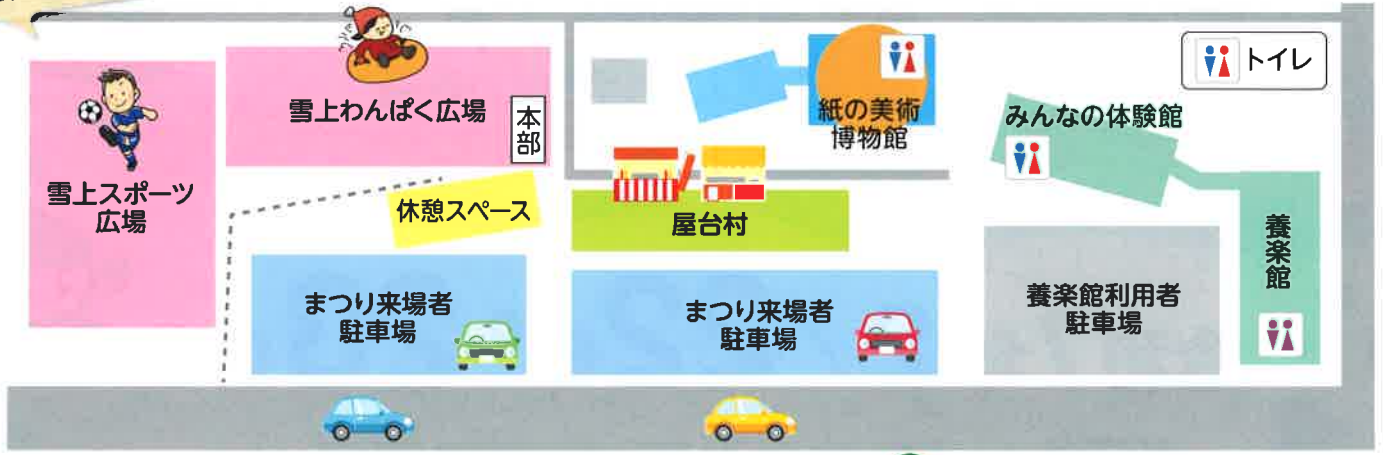 雪上スポーツ
広場
雪上わんぱく広場
本部
休憩スペース
まつり来場者
駐車場
紙の美術
博物館
屋台村
まつり来場者
駐車場
トイレ
みんなの体験館
養楽館利用者
駐車場
養楽館